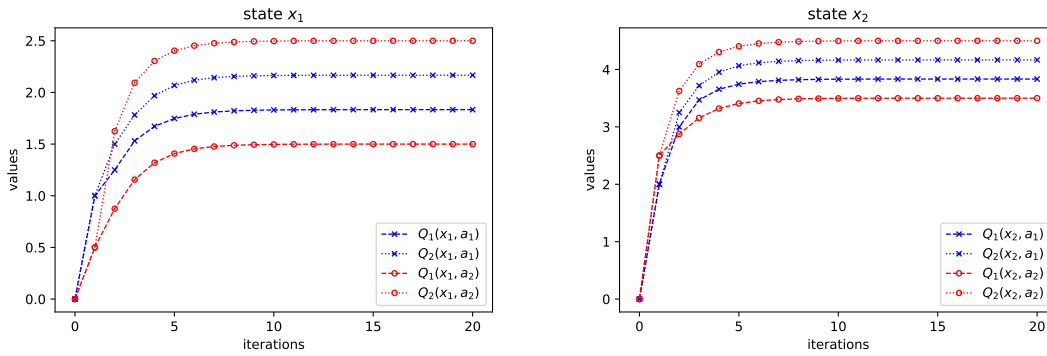 state x₁
values
2.5
2.0
1.5
1.0
0.5
0.0
0 5 10 15 20
iterations
Q₁(x₁, a₁)
Q₂(x₁, a₁)
Q₁(x₁, a₂)
Q₂(x₁, a₂)
state x₂
values
4
3
2
1
0
0 5 10 15 20
iterations
Q₁(x₂, a₁)
Q₂(x₂, a₁)
Q₁(x₂, a₂)
Q₂(x₂, a₂)